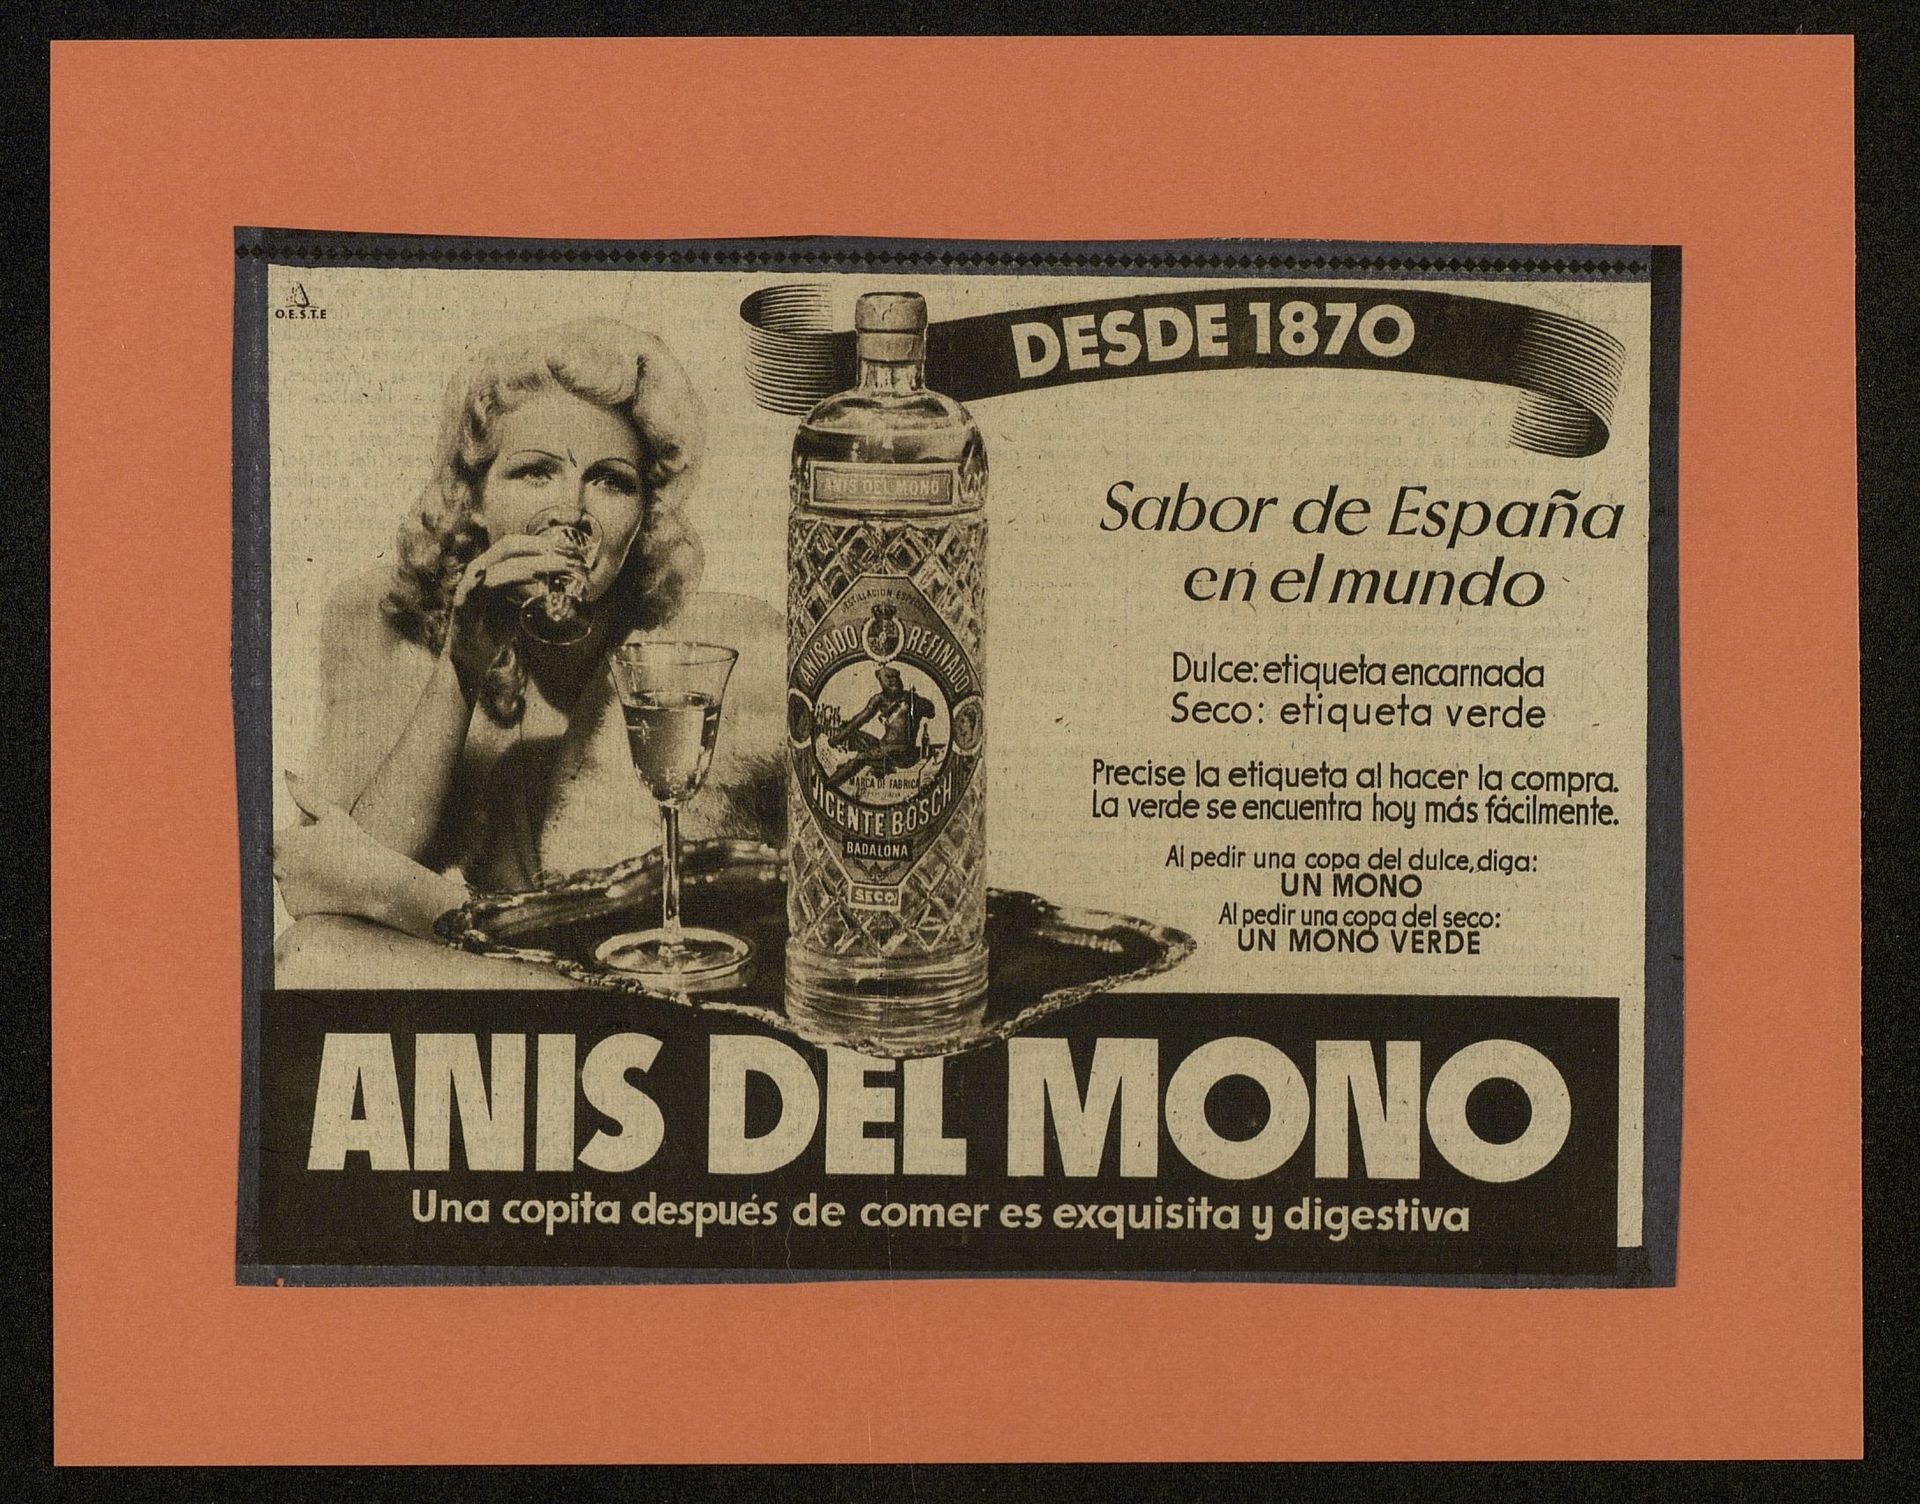 O.E.S.T.E
DESDE 1870
Sabor de España
en el mundo
Dulce: etiqueta encarnada
Seco: etiqueta verde
Precise la etiqueta al hacer la compra.
La verde se encuentra hoy más fácilmente.
Al pedir una copa del dulce, diga:
UN MONO
Al pedir una copa del seco:
UN MONO VERDE
ANIS DEL MONO
DESTILLACION ESPECIAL
ANISADO REFINADO
MARCA DE FABRICA
VICENTE BOSCH
BADALONA
SECO
ANIS DEL MONO
Una copita después de comer es exquisita y digestiva